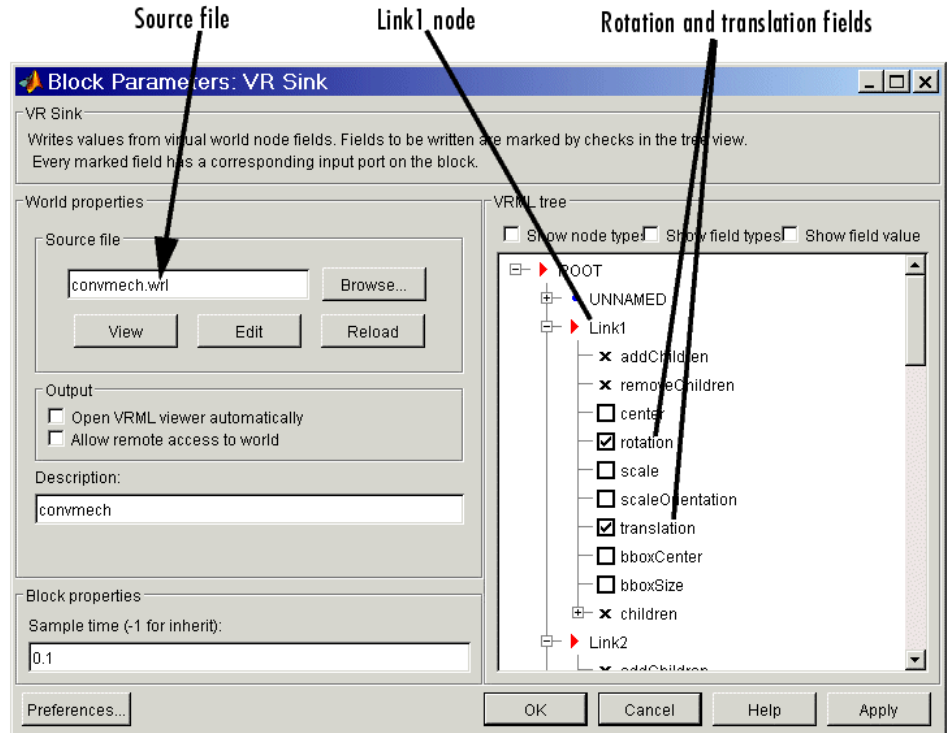 Source file
Link1 node
Rotation and translation fields
Block Parameters: VR Sink
VR Sink
Writes values from virtual world node fields. Fields to be written are marked by checks in the tree view.
Every marked field has a corresponding input port on the block.
World properties
Source file
convmech.wrl
Browse...
View
Edit
Reload
Output
Open VRML viewer automatically
Allow remote access to world
Description:
convmech
Block properties
Sample time (-1 for inherit):
0.1
VRML tree
Show node types
Show field types
Show field value
ROOT
UNNAMED
Link1
addChildren
removeChildren
center
rotation
scale
scaleOrientation
translation
bboxCenter
bboxSize
children
Link2
addChildren
Preferences...
OK
Cancel
Help
Apply